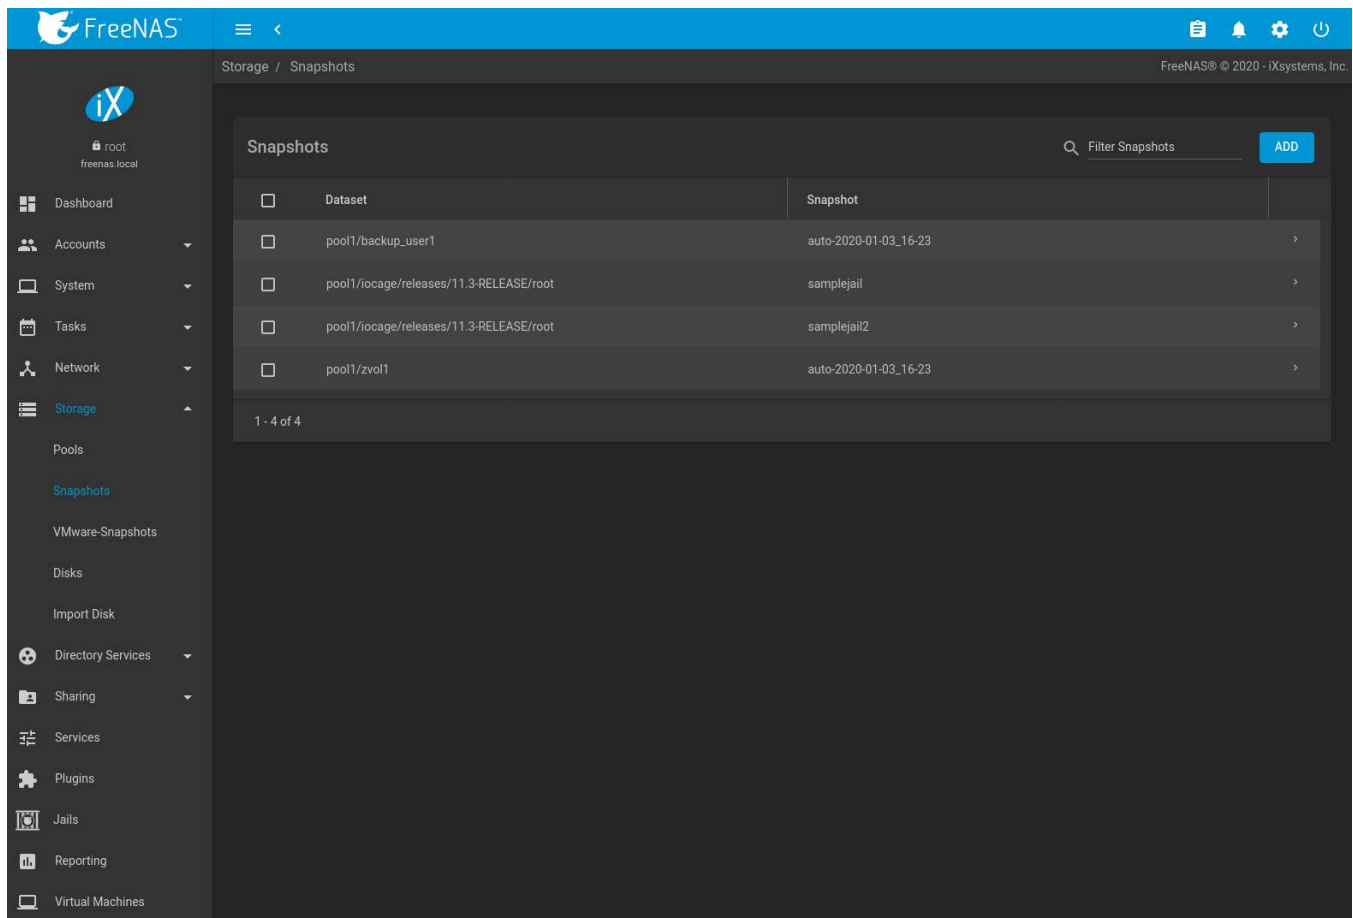 FreeNAS
Storage / Snapshots
FreeNAS® © 2020 - iXsystems, Inc.
iX
root
freenas.local
Dashboard
Accounts
System
Tasks
Network
Storage
Pools
Snapshots
VMware-Snapshots
Disks
Import Disk
Directory Services
Sharing
Services
Plugins
Jails
Reporting
Virtual Machines
Snapshots
Filter Snapshots
ADD
Dataset Snapshot
pool1/backup_user1 auto-2020-01-03_16-23
pool1/iocage/releases/11.3-RELEASE/root samplejail
pool1/iocage/releases/11.3-RELEASE/root samplejail2
pool1/zvol1 auto-2020-01-03_16-23
1 - 4 of 4